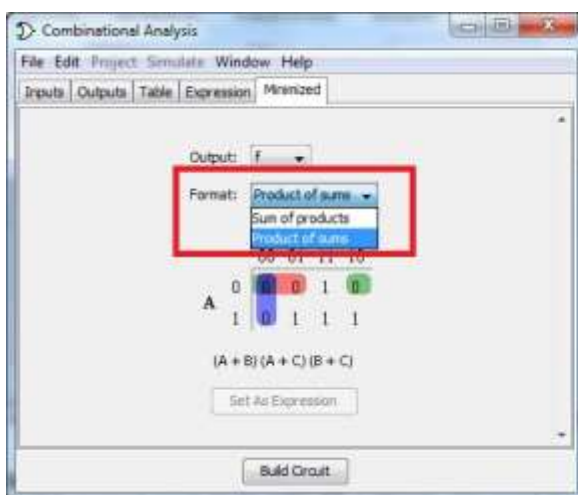 Combinational Analysis
File Edit Project Simulate Window Help
Inputs Outputs Table Expression Minimized
Output: f
Format: Product of sums
Sum of products
Product of sums
00 01 11 10
0 0 0 1 0
A
1 0 1 1 1
(A + B) (A + C) (B + C)
Set As Expression
Build Circuit